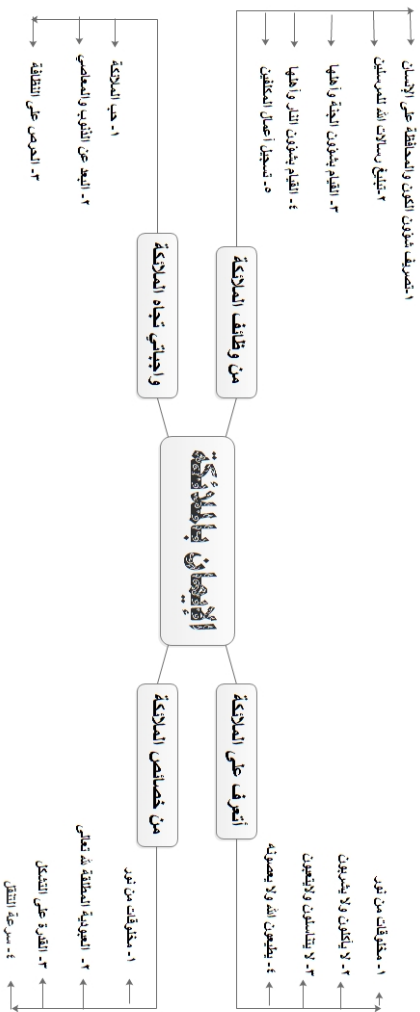 الإيمان بالملائكة
أتعرف على الملائكة
١- مخلوقات من نور
٢- لا يأكلون ولا يشربون
٣- لا يتناسلون ولايتعبون
٤- يطيعون الله ولا يعصونه
من خصائص الملائكة
١- مخلوقات من نور
٢- العبودية المطلقة لله تعالى
٣- القدرة على التشكل
٤- سرعة التنقل
من وظائف الملائكة
١-تصريف شؤون الكون والمحافظة على الإنسان
٢-تبليغ رسالات الله للمرسلين
٣- القيام بشؤون الجنة وأهلها
٤- القيام بشؤون النار وأهلها
٥- تسجيل أعمال المكلفين
واجباتي تجاه الملائكة
١- حب الملائكة
٢- البعد عن الذنوب والمعاصي
٣- الحرص على النظافة